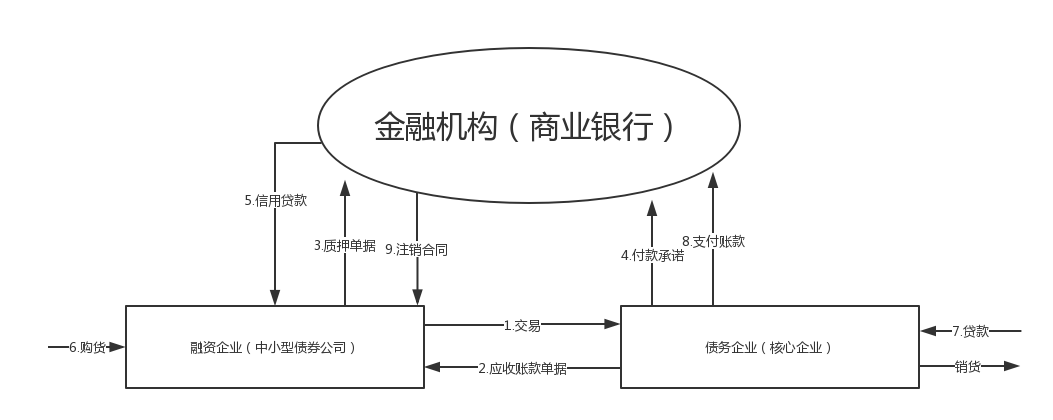 金融机构（商业银行）
5.信用贷款
3.质押单据
9.注销合同
4.付款承诺
8.支付账款
1.交易
7.贷款
6.购货
融资企业（中小型债券公司）
债务企业（核心企业）
2.应收账款单据
销货